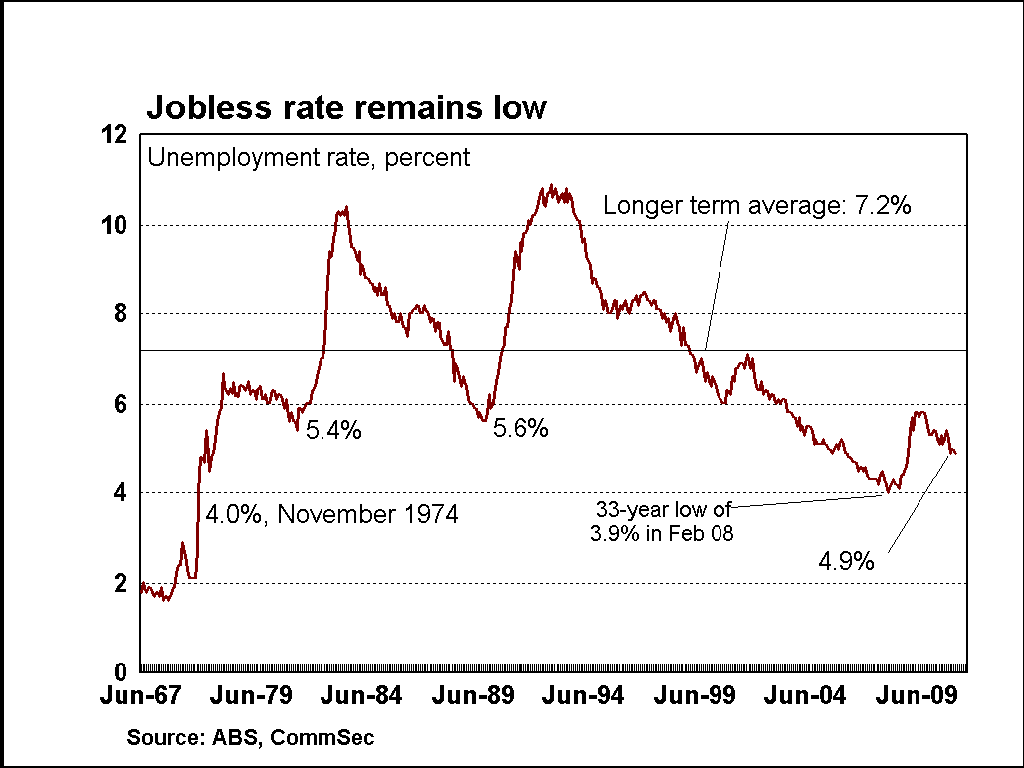 Jobless rate remains low
12
Unemployment rate, percent
Longer term average: 7.2%
10
8
6
5.4%
5.6%
4
4.0%, November 1974
33-year low of
3.9% in Feb 08
4.9%
2
0
Jun-67 Jun-79 Jun-84 Jun-89 Jun-94 Jun-99 Jun-04 Jun-09
Source: ABS, CommSec